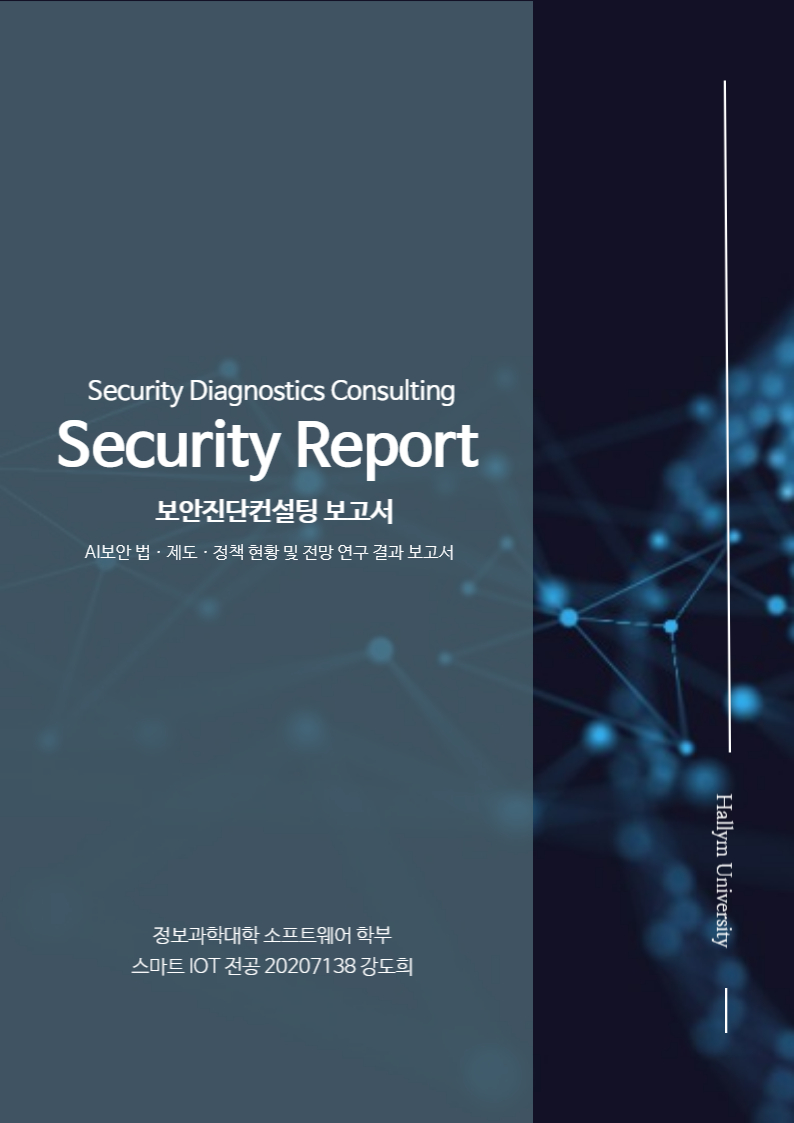 Security Diagnostics Consulting
Security Report
보안진단컨설팅 보고서
AI보안 법 · 제도 · 정책 현황 및 전망 연구 결과 보고서
정보과학대학 소프트웨어 학부
스마트 IOT 전공 20207138 강도희
Hallym University